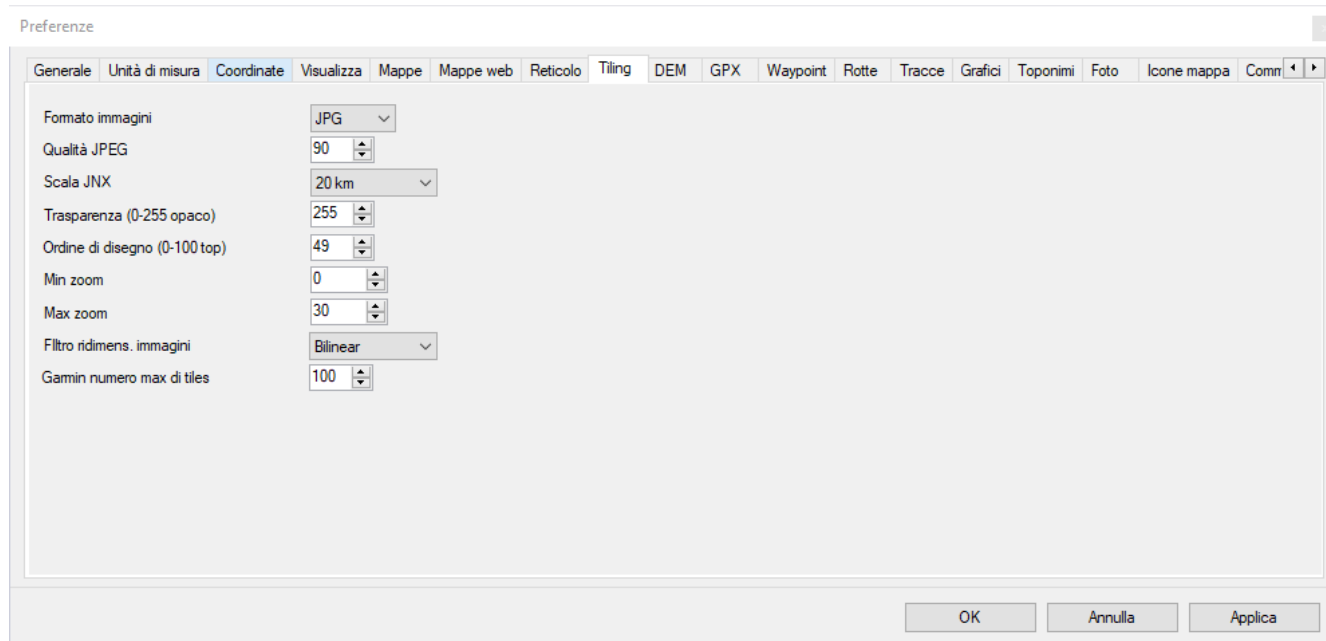 Preferenze
Generale Unità di misura Coordinate Visualizza Mappe Mappe web Reticolo Tiling DEM GPX Waypoint Rotte Tracce Grafici Toponimi Foto Icone mappa Comm
Formato immagini JPG
Qualità JPEG 90
Scala JNX 20 km
Trasparenza (0-255 opaco) 255
Ordine di disegno (0-100 top) 49
Min zoom 0
Max zoom 30
FIltro ridimens. immagini Bilinear
Garmin numero max di tiles 100
OK Annulla Applica